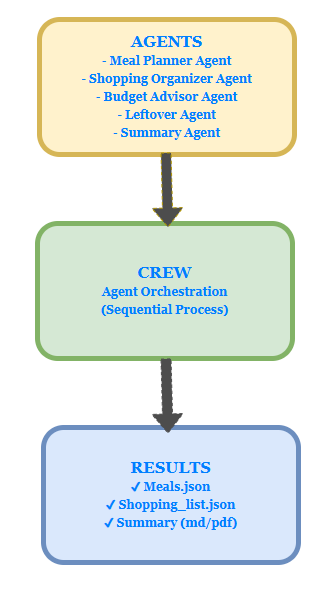 AGENTS
- Meal Planner Agent
- Shopping Organizer Agent
- Budget Advisor Agent
- Leftover Agent
- Summary Agent
CREW
Agent Orchestration
(Sequential Process)
RESULTS
✓ Meals.json
✓ Shopping_list.json
✓ Summary (md/pdf)